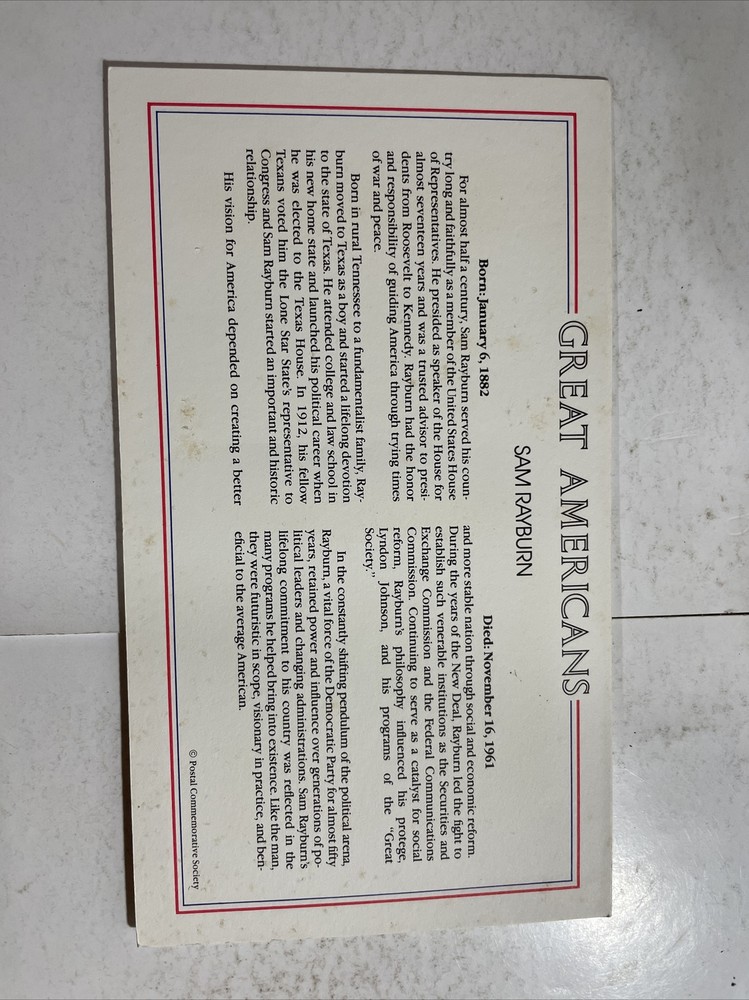 GREAT AMERICANS
SAM RAYBURN
Born: January 6, 1882
Died: November 16, 1961
For almost half a century, Sam Rayburn served his coun-
try long and faithfully as a member of the United States House
of Representatives. He presided as speaker of the House for
almost seventeen years and was a trusted advisor to presi-
dents from Roosevelt to Kennedy. Rayburn had the honor
and responsibility of guiding America through trying times
of war and peace.
Born in rural Tennessee to a fundamentalist family, Ray-
burn moved to Texas as a boy and started a lifelong devotion
to the state of Texas. He attended college and law school in
his new home state and launched his political career when
he was elected to the Texas House. In 1912, his fellow
Texans voted him the Lone Star State's representative to
Congress and Sam Rayburn started an important and historic
relationship.
His vision for America depended on creating a better
and more stable nation through social and economic reform.
During the years of the New Deal, Rayburn led the fight to
establish such venerable institutions as the Securities and
Exchange Commission and the Federal Communications
Commission. Continuing to serve as a catalyst for social
reform, Rayburn's philosophy influenced his protege,
Lyndon Johnson, and his programs of the "Great
Society."
In the constantly shifting pendulum of the political arena,
Rayburn, a vital force of the Democratic Party for almost fifty
years, retained power and influence over generations of po-
litical leaders and changing administrations. Sam Rayburn's
lifelong commitment to his country was reflected in the
many programs he helped bring into existence. Like the man,
they were futuristic in scope, visionary in practice, and ben-
eficial to the average American.
© Postal Commemorative Society